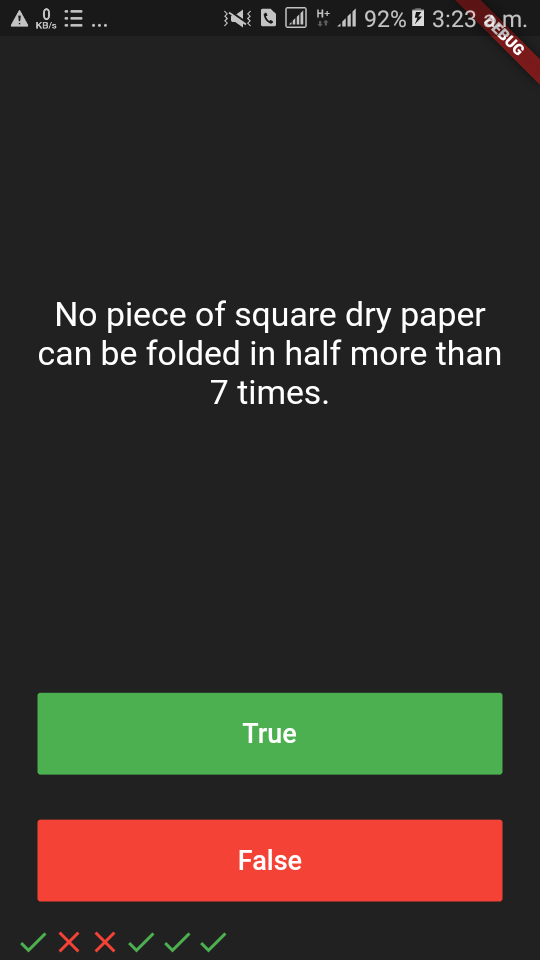 0 KB/s ... H+ 92% 3:23 a.m.
DEBUG
No piece of square dry paper
can be folded in half more than
7 times.
True
False